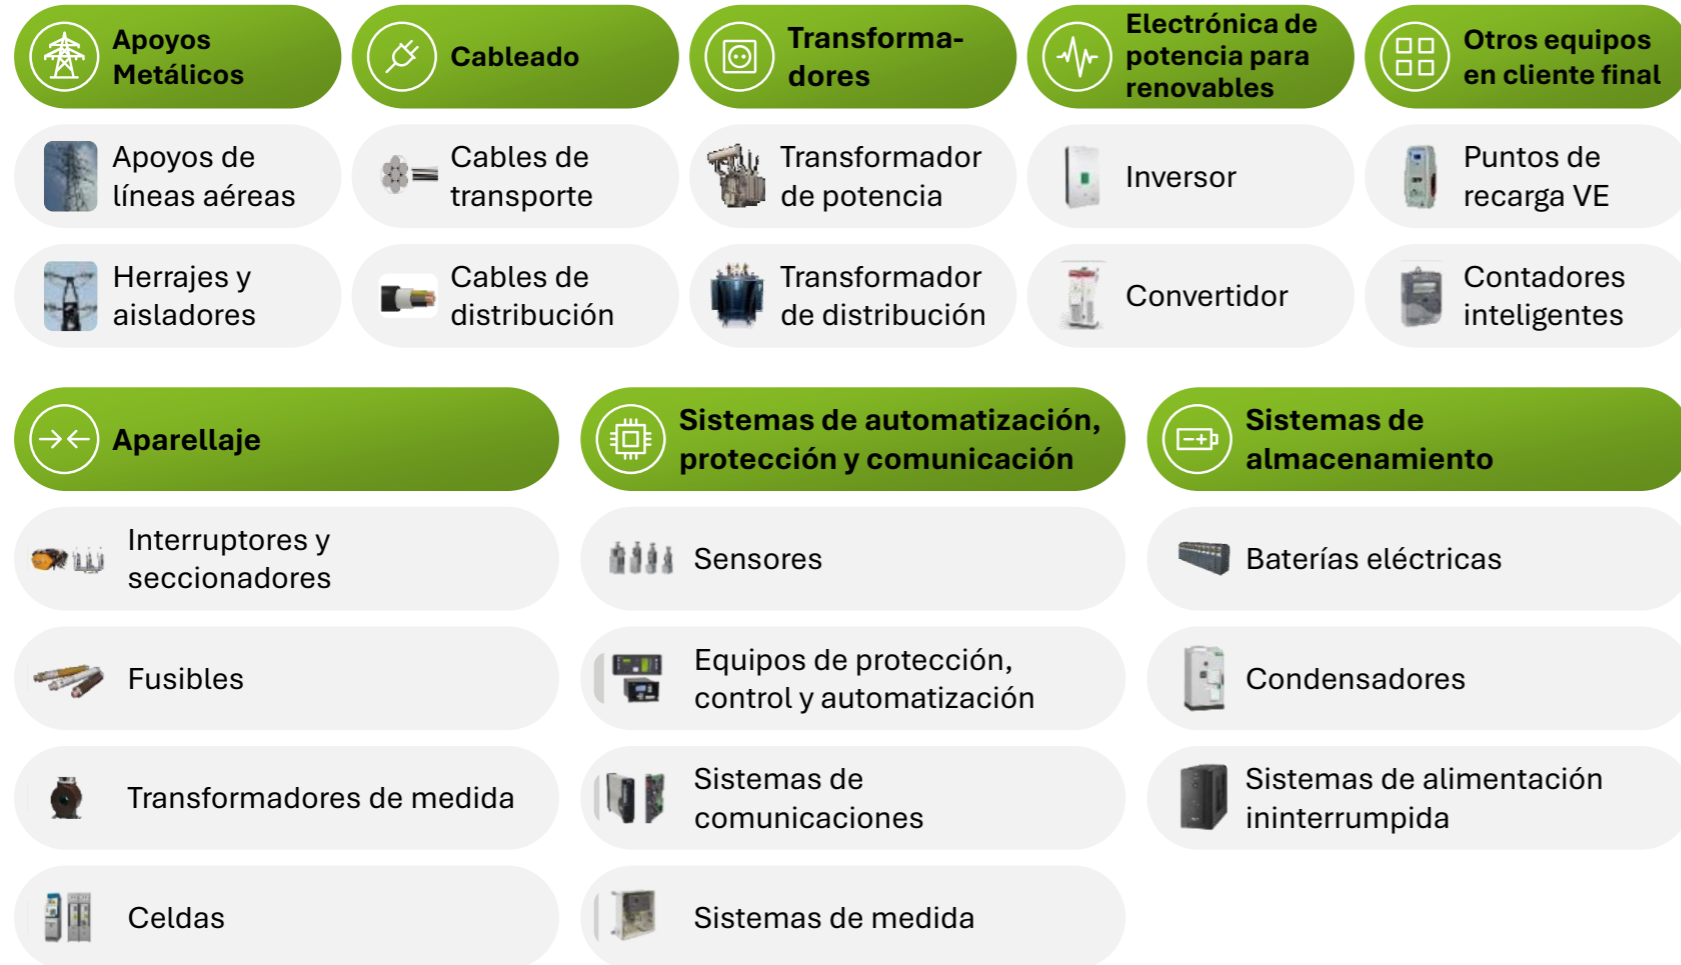 Apoyos
Metálicos
Cableado
Transforma-
dores
Electrónica de
potencia para
renovables
Otros equipos
en cliente final
Apoyos de
líneas aéreas
Cables de
transporte
Transformador
de potencia
Inversor
Puntos de
recarga VE
Herrajes y
aisladores
Cables de
distribución
Transformador
de distribución
Convertidor
Contadores
inteligentes
Aparellaje
Sistemas de automatización,
protección y comunicación
Sistemas de
almacenamiento
Interruptores y
seccionadores
Sensores
Baterías eléctricas
Fusibles
Equipos de protección,
control y automatización
Condensadores
Transformadores de medida
Sistemas de
comunicaciones
Sistemas de alimentación
ininterrumpida
Celdas
Sistemas de medida